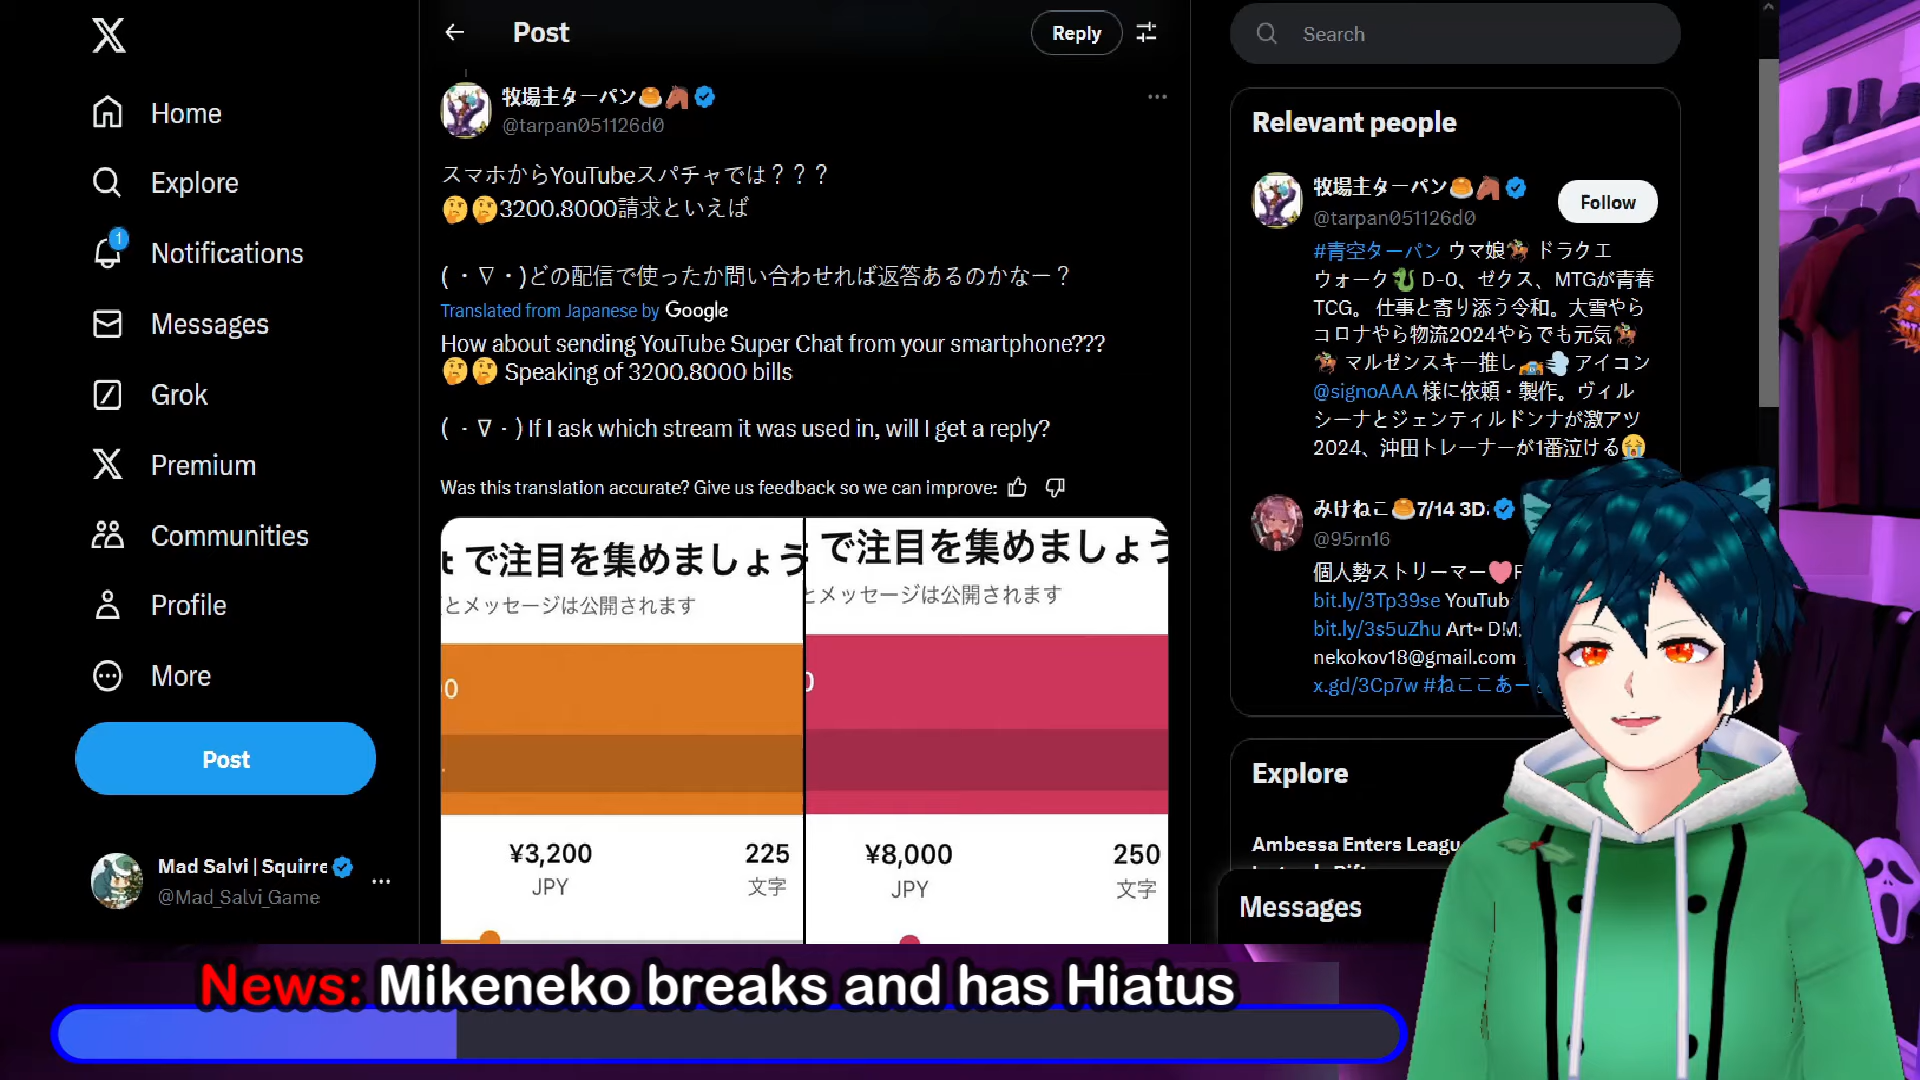 Home
Explore
1
Notifications
Messages
Grok
Premium
Communities
Profile
More
Post
Mad Salvi | Squirre
@Mad_Salvi_Game
Post
Reply
牧場主ターパン🥞🐴
@tarpan051126d0
スマホからYouTubeスパチャでは？？？
🤔🤔3200.8000請求といえば
( ・∇・)どの配信で使ったか問い合わせれば返答あるのかなー？
Translated from Japanese by Google
How about sending YouTube Super Chat from your smartphone???
🤔🤔 Speaking of 3200.8000 bills
( ・∇・) If I ask which stream it was used in, will I get a reply?
Was this translation accurate? Give us feedback so we can improve:
t で注目を集めましょう
とメッセージは公開されます
0
¥3,200
JPY
225
文字
で注目を集めましょう
とメッセージは公開されます
0
¥8,000
JPY
250
文字
Search
Relevant people
牧場主ターパン🥞🐴
@tarpan051126d0
Follow
#青空ターパン ウマ娘🏇 ドラクエ
ウォーク🐉 D-0、ゼクス、MTGが青春
TCG。 仕事と寄り添う令和。大雪やら
コロナやら物流2024やらでも元気🏇
🏇 マルゼンスキー推し🚕💨 アイコン
@signoAAA 様に依頼・製作。ヴィル
シーナとジェンティルドンナが激アツ
2024、沖田トレーナーが1番泣ける😭
みけねこ🥞7/14 3D
@95rn16
個人勢ストリーマー
bit.ly/3Tp39se YouTub
bit.ly/3s5uZhu Art- DM
nekokov18@gmail.com
x.gd/3Cp7w #ねここあー
Explore
Ambessa Enters Leagu
Messages
News: Mikeneko breaks and has Hiatus